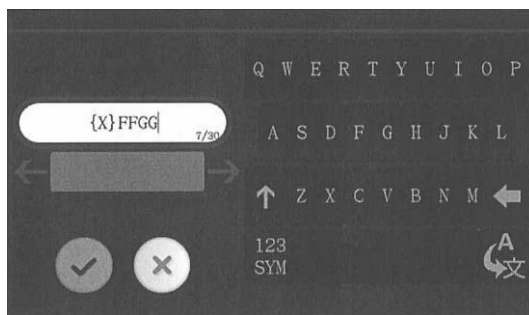 {X}FFGG
7/30
Q W E R T Y U I O P
A S D F G H J K L
Z X C V B N M
123
SYM
A
文